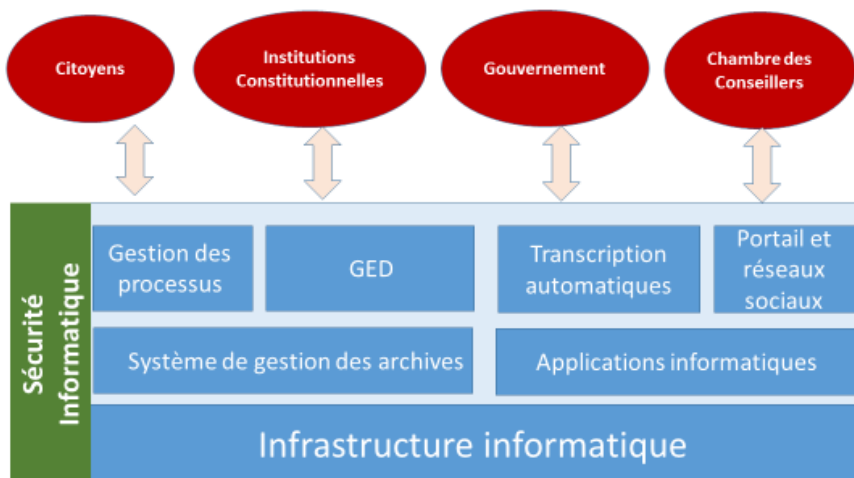 Citoyens
Institutions
Constitutionnelles
Gouvernement
Chambre des
Conseillers
Sécurité
Informatique
Gestion des
processus
GED
Transcription
automatiques
Portail et
réseaux
sociaux
Système de gestion des archives
Applications informatiques
Infrastructure informatique